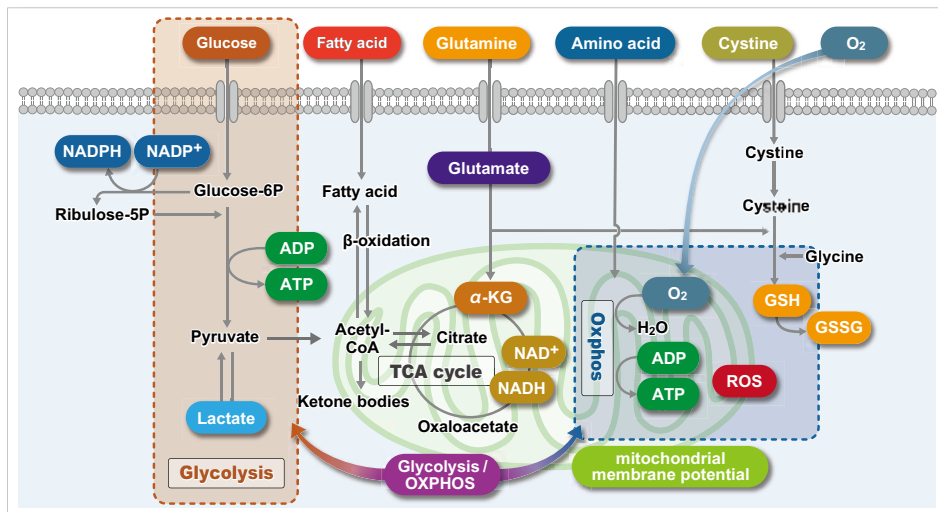 Glucose
Fatty acid
Glutamine
Amino acid
Cystine
O₂
NADPH
NADP⁺
Glutamate
Cystine
Glucose-6P
Fatty acid
Ribulose-5P
β-oxidation
ADP
ATP
Glycine
α-KG
O₂
GSH
GSSG
Oxphos
H₂O
Pyruvate
Acetyl-
CoA
Citrate
NAD⁺
ADP
TCA cycle
NADH
ROS
ATP
Ketone bodies
Lactate
Oxaloacetate
Glycolysis
Glycolysis /
OXPHOS
mitochondrial
membrane potential